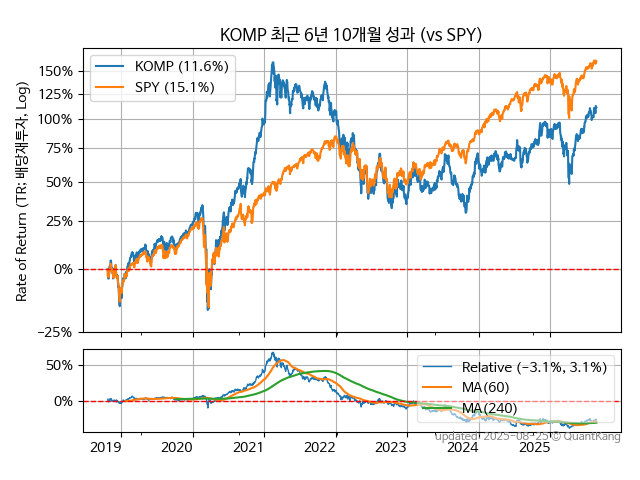 KOMP 최근 6년 10개월 성과 (vs SPY)
Rate of Return (TR: 배당재투자, Log)
150%
125%
100%
75%
50%
25%
0%
−25%
KOMP (11.6%)
SPY (15.1%)
50%
0%
Relative (−3.1%, 3.1%)
MA(60)
MA(240)
updated: 2025-08-25 © QuantKang
2019
2020
2021
2022
2023
2024
2025